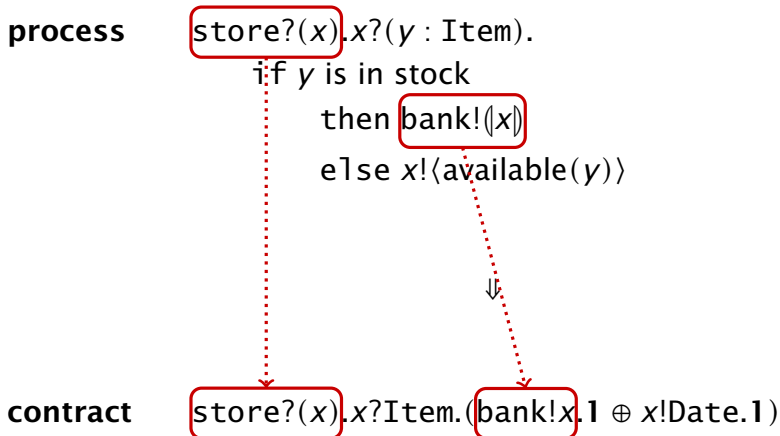 process store?(x).x?(y : Item).
if y is in stock
then bank!⦇x⦈
else x!⟨available(y)⟩
⇓
contract store?(x).x?Item.(bank!x.1 ⊕ x!Date.1)